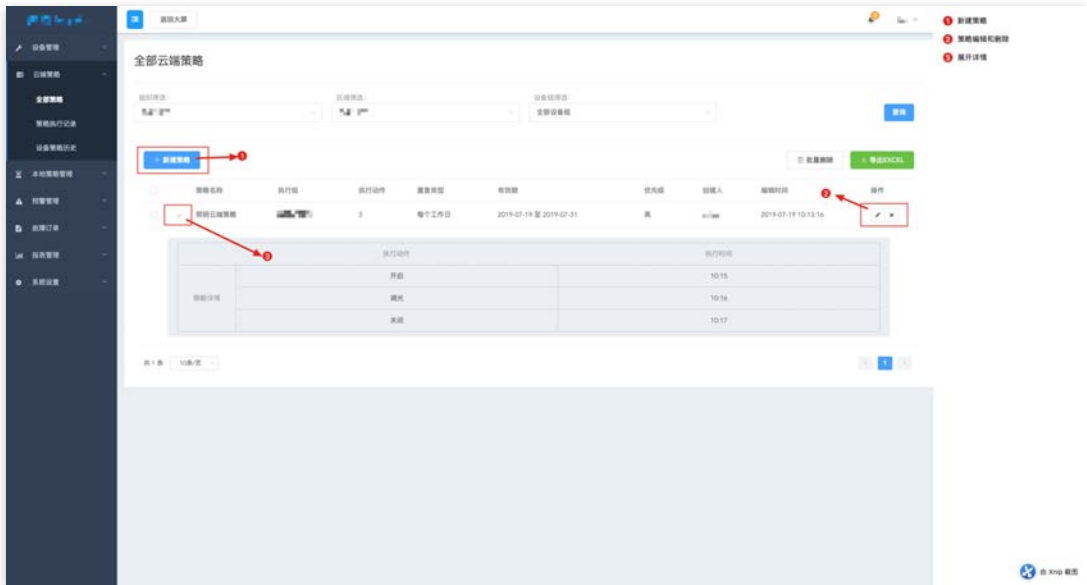 返回大屏
1 新建策略
2 策略编辑和删除
3 展开详情
设备管理
云端策略
全部策略
策略执行记录
设备策略历史
本地策略管理
报警管理
故障订单
报表管理
系统设置
全部云端策略
组织筛选:
区域筛选:
设备组筛选:
全部设备组
查询
+ 新建策略
1
批量删除
导出EXCEL
策略名称 执行组 执行动作 重复类型 有效期 优先级 创建人 编辑时间 操作
2
照明云端策略 3 每个工作日 2019-07-19 至 2019-07-31 高 2019-07-19 10:13:16
3
执行动作 执行时间
策略详情
开启 10:15
调光 10:16
关闭 10:17
共 1 条 10条/页 1
由 Xnip 截图